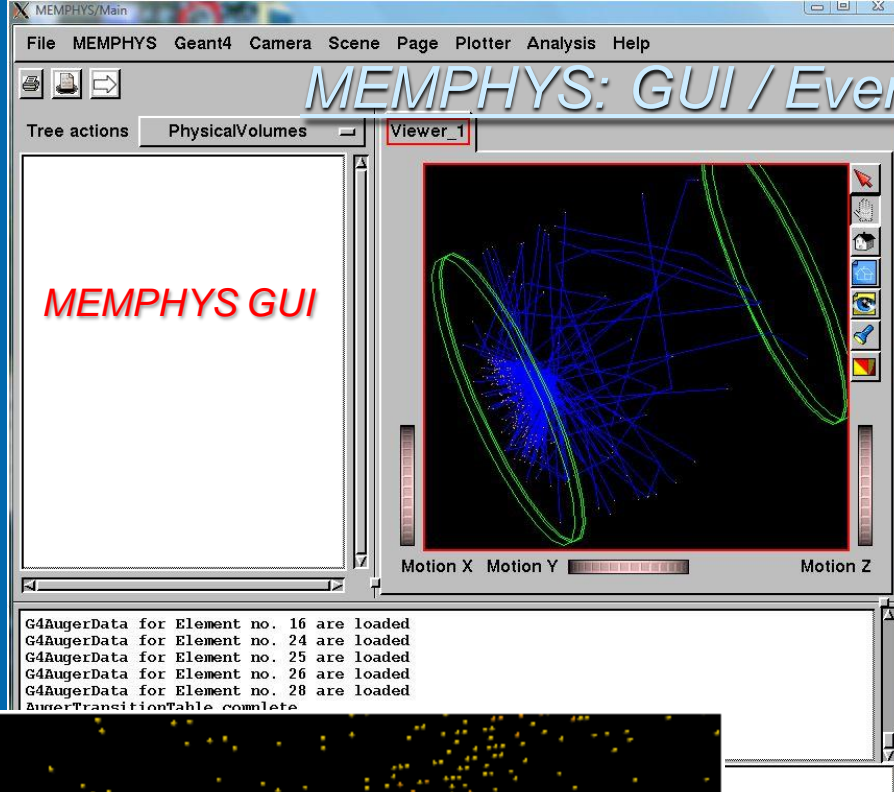 MEMPHYS/Main
File MEMPHYS Geant4 Camera Scene Page Plotter Analysis Help
MEMPHYS: GUI / Even
Tree actions PhysicalVolumes Viewer_1
MEMPHYS GUI
Motion X Motion Y Motion Z
G4AugerData for Element no. 16 are loaded
G4AugerData for Element no. 24 are loaded
G4AugerData for Element no. 25 are loaded
G4AugerData for Element no. 26 are loaded
G4AugerData for Element no. 28 are loaded
AugerTransitionTable complete